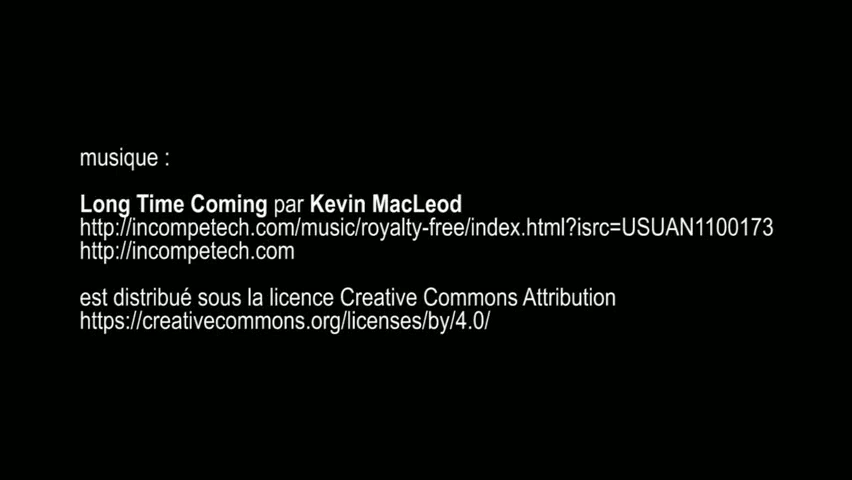 musique :
Long Time Coming par Kevin MacLeod
http://incompetech.com/music/royalty-free/index.html?isrc=USUAN1100173
http://incompetech.com
est distribué sous la licence Creative Commons Attribution
https://creativecommons.org/licenses/by/4.0/